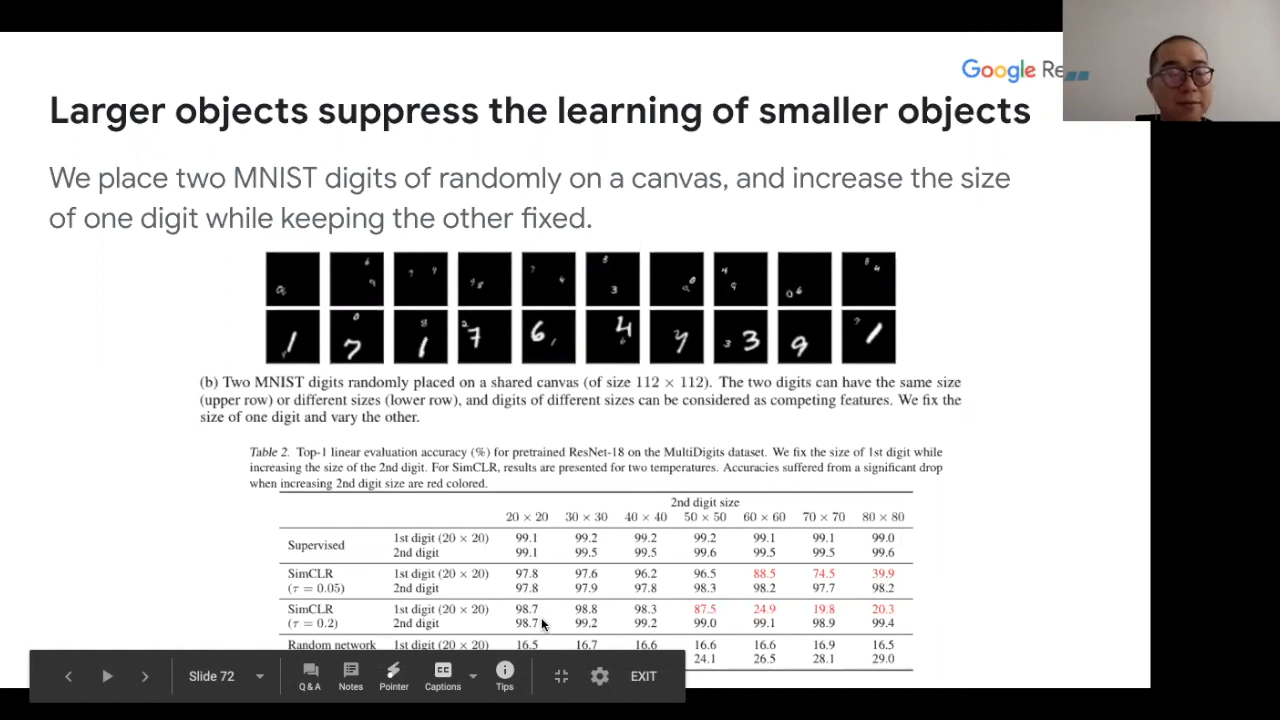 Google Re
Larger objects suppress the learning of smaller objects
We place two MNIST digits of randomly on a canvas, and increase the size
of one digit while keeping the other fixed.
(b) Two MNIST digits randomly placed on a shared canvas (of size 112 × 112). The two digits can have the same size
(upper row) or different sizes (lower row), and digits of different sizes can be considered as competing features. We fix the
size of one digit and vary the other.
Table 2. Top-1 linear evaluation accuracy (%) for pretrained ResNet-18 on the MultiDigits dataset. We fix the size of 1st digit while
increasing the size of the 2nd digit. For SimCLR, results are presented for two temperatures. Accuracies suffered from a significant drop
when increasing 2nd digit size are red colored.
2nd digit size
20 × 20 30 × 30 40 × 40 50 × 50 60 × 60 70 × 70 80 × 80
Supervised 1st digit (20 × 20) 99.1 99.2 99.2 99.2 99.1 99.1 99.0
2nd digit 99.1 99.5 99.5 99.6 99.5 99.5 99.6
SimCLR 1st digit (20 × 20) 97.8 97.6 96.2 96.5 88.5 74.5 39.9
(τ = 0.05) 2nd digit 97.8 97.9 97.8 98.3 98.2 97.7 98.2
SimCLR 1st digit (20 × 20) 98.7 98.8 98.3 87.5 24.9 19.8 20.3
(τ = 0.2) 2nd digit 98.7 99.2 99.2 99.0 99.1 98.9 99.4
Random network 1st digit (20 × 20) 16.5 16.7 16.6 16.6 16.6 16.9 16.5
24.1 26.5 28.1 29.0
Slide 72 Q & A Notes Pointer Captions Tips EXIT